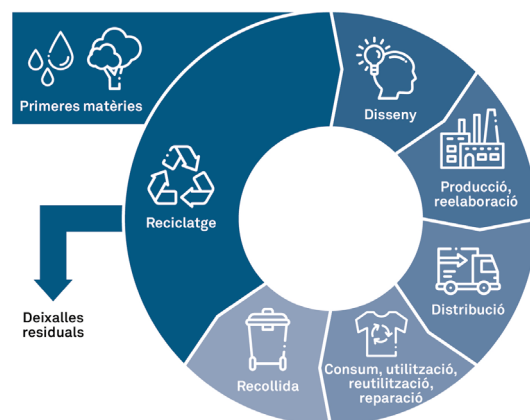 Primeres matèries
Disseny
Producció,
reelaboració
Distribució
Consum, utilització,
reutilització,
reparació
Recollida
Reciclatge
Deixalles
residuals